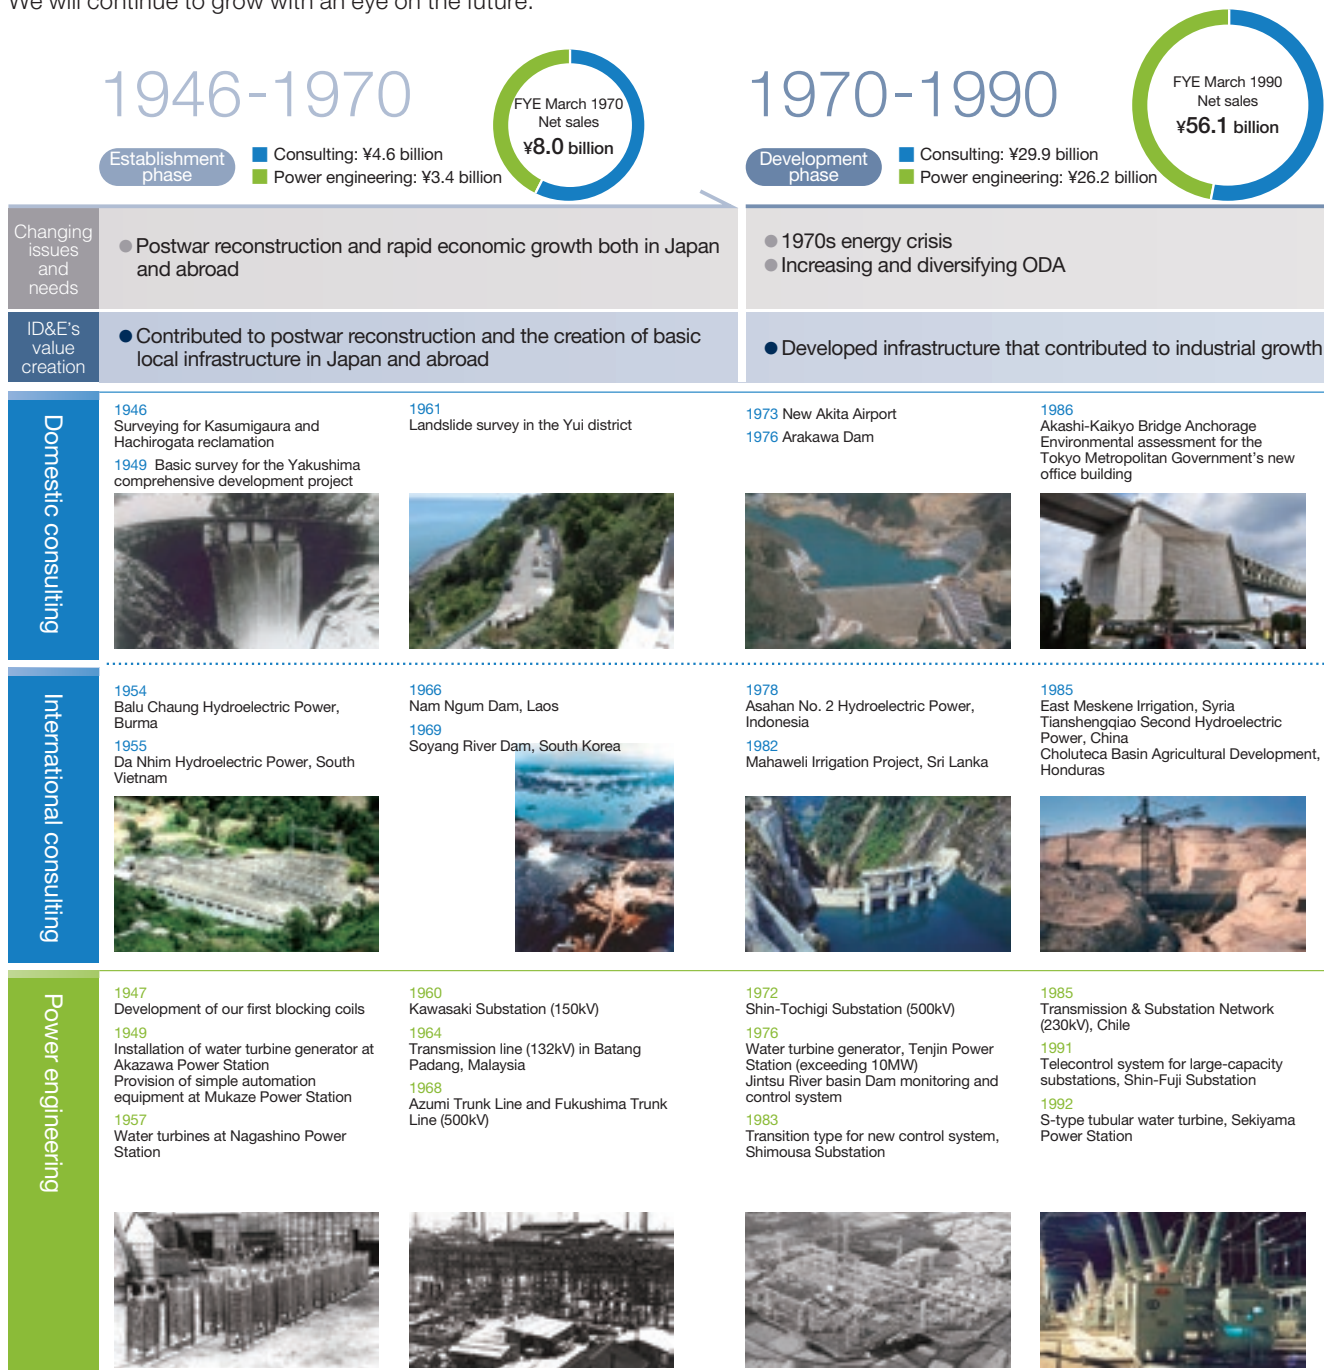 We will continue to grow with an eye on the future.
1946-1970
Establishment
phase
Consulting: ¥4.6 billion
Power engineering: ¥3.4 billion
FYE March 1970
Net sales
¥8.0 billion
1970-1990
Development
phase
Consulting: ¥29.9 billion
Power engineering: ¥26.2 billion
FYE March 1990
Net sales
¥56.1 billion
Changing
issues
and
needs
Postwar reconstruction and rapid economic growth both in Japan
and abroad
1970s energy crisis
Increasing and diversifying ODA
ID&E's
value
creation
Contributed to postwar reconstruction and the creation of basic
local infrastructure in Japan and abroad
Developed infrastructure that contributed to industrial growth
Domestic consulting
1946
Surveying for Kasumigaura and
Hachirogata reclamation
1949 Basic survey for the Yakushima
comprehensive development project
1961
Landslide survey in the Yui district
1973 New Akita Airport
1976 Arakawa Dam
1986
Akashi-Kaikyo Bridge Anchorage
Environmental assessment for the
Tokyo Metropolitan Government's new
office building
International consulting
1954
Balu Chaung Hydroelectric Power,
Burma
1955
Da Nhim Hydroelectric Power, South
Vietnam
1966
Nam Ngum Dam, Laos
1969
Soyang River Dam, South Korea
1978
Asahan No. 2 Hydroelectric Power,
Indonesia
1982
Mahaweli Irrigation Project, Sri Lanka
1985
East Meskene Irrigation, Syria
Tianshengqiao Second Hydroelectric
Power, China
Choluteca Basin Agricultural Development,
Honduras
Power engineering
1947
Development of our first blocking coils
1949
Installation of water turbine generator at
Akazawa Power Station
Provision of simple automation
equipment at Mukaze Power Station
1957
Water turbines at Nagashino Power
Station
1960
Kawasaki Substation (150kV)
1964
Transmission line (132kV) in Batang
Padang, Malaysia
1968
Azumi Trunk Line and Fukushima Trunk
Line (500kV)
1972
Shin-Tochigi Substation (500kV)
1976
Water turbine generator, Tenjin Power
Station (exceeding 10MW)
Jintsu River basin Dam monitoring and
control system
1983
Transition type for new control system,
Shimousa Substation
1985
Transmission & Substation Network
(230kV), Chile
1991
Telecontrol system for large-capacity
substations, Shin-Fuji Substation
1992
S-type tubular water turbine, Sekiyama
Power Station